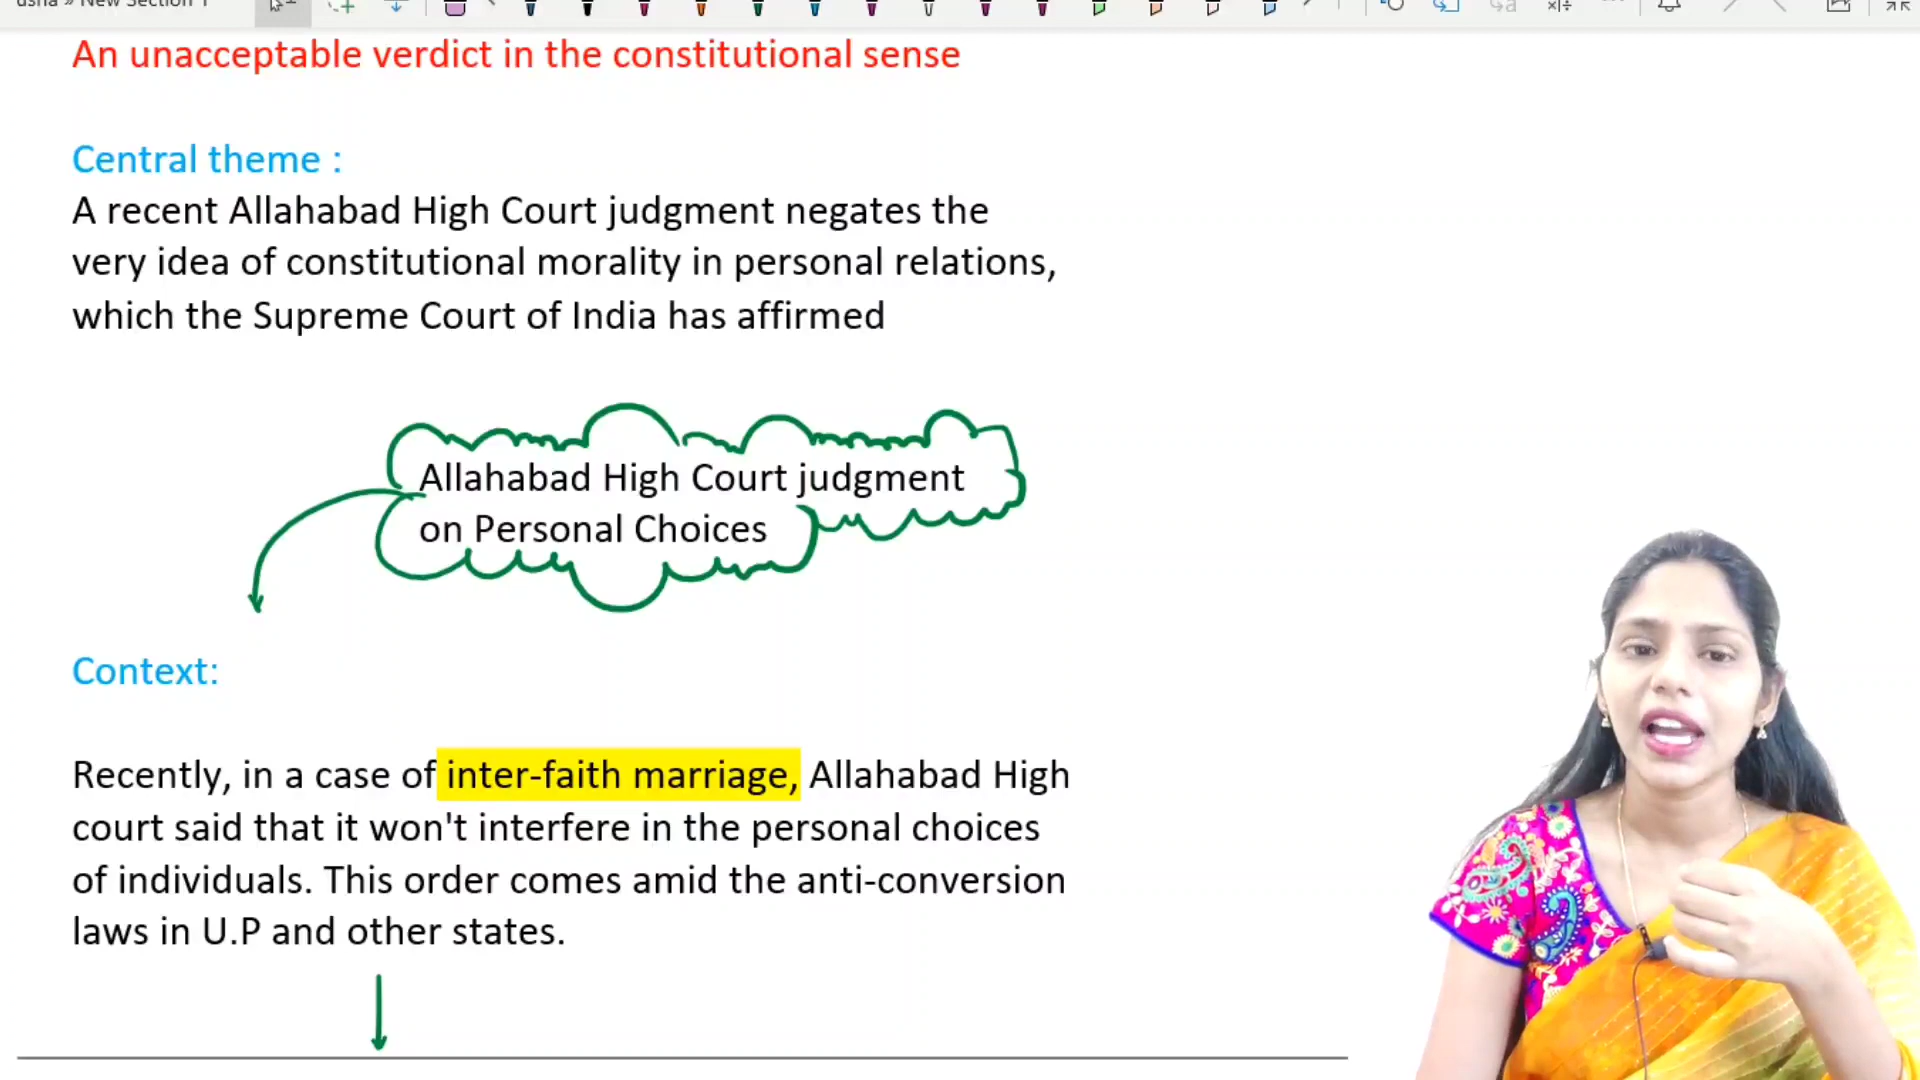 New Section 1
An unacceptable verdict in the constitutional sense
Central theme :
A recent Allahabad High Court judgment negates the
very idea of constitutional morality in personal relations,
which the Supreme Court of India has affirmed
Allahabad High Court judgment
on Personal Choices
Context:
Recently, in a case of inter-faith marriage, Allahabad High
court said that it won't interfere in the personal choices
of individuals. This order comes amid the anti-conversion
laws in U.P and other states.